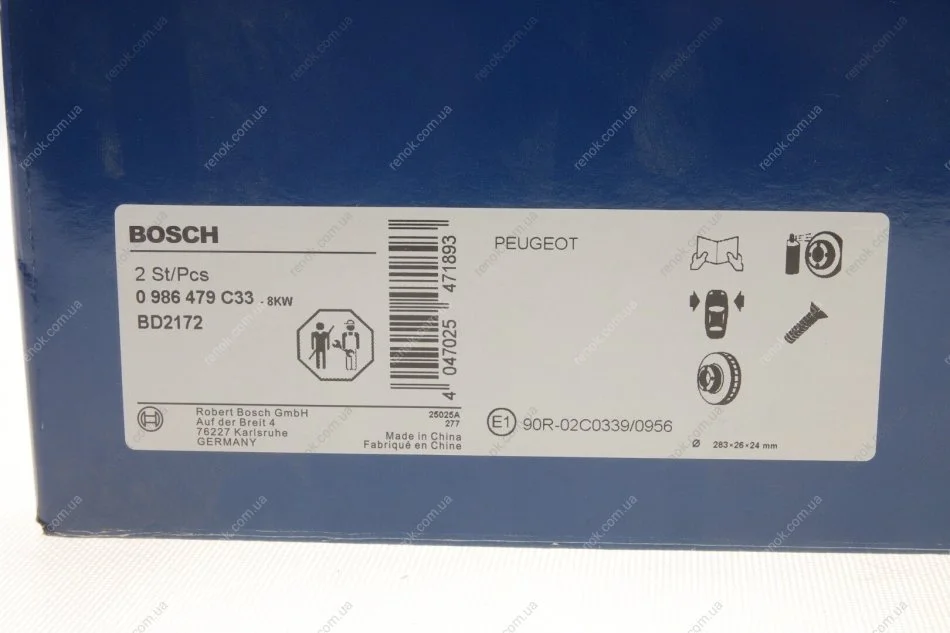 BOSCH
2 St/Pcs
0 986 479 C33 - 8KW
BD2172
4 047025 471893
PEUGEOT
Robert Bosch GmbH
Auf der Breit 4
76227 Karlsruhe
GERMANY
25025A
277
Made in China
Fabriqué en Chine
E1 90R-02C0339/0956
Ø 283×26×24 mm
renok.com.ua